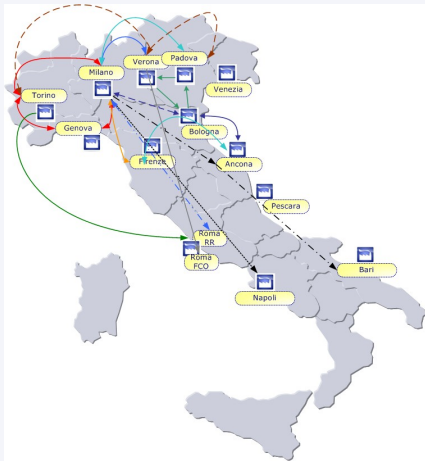 Padova
Verona
Milano
Venezia
Torino
Genova
Bologna
Firenze
Ancona
Pescara
Roma
RR
Roma
FCO
Bari
Napoli